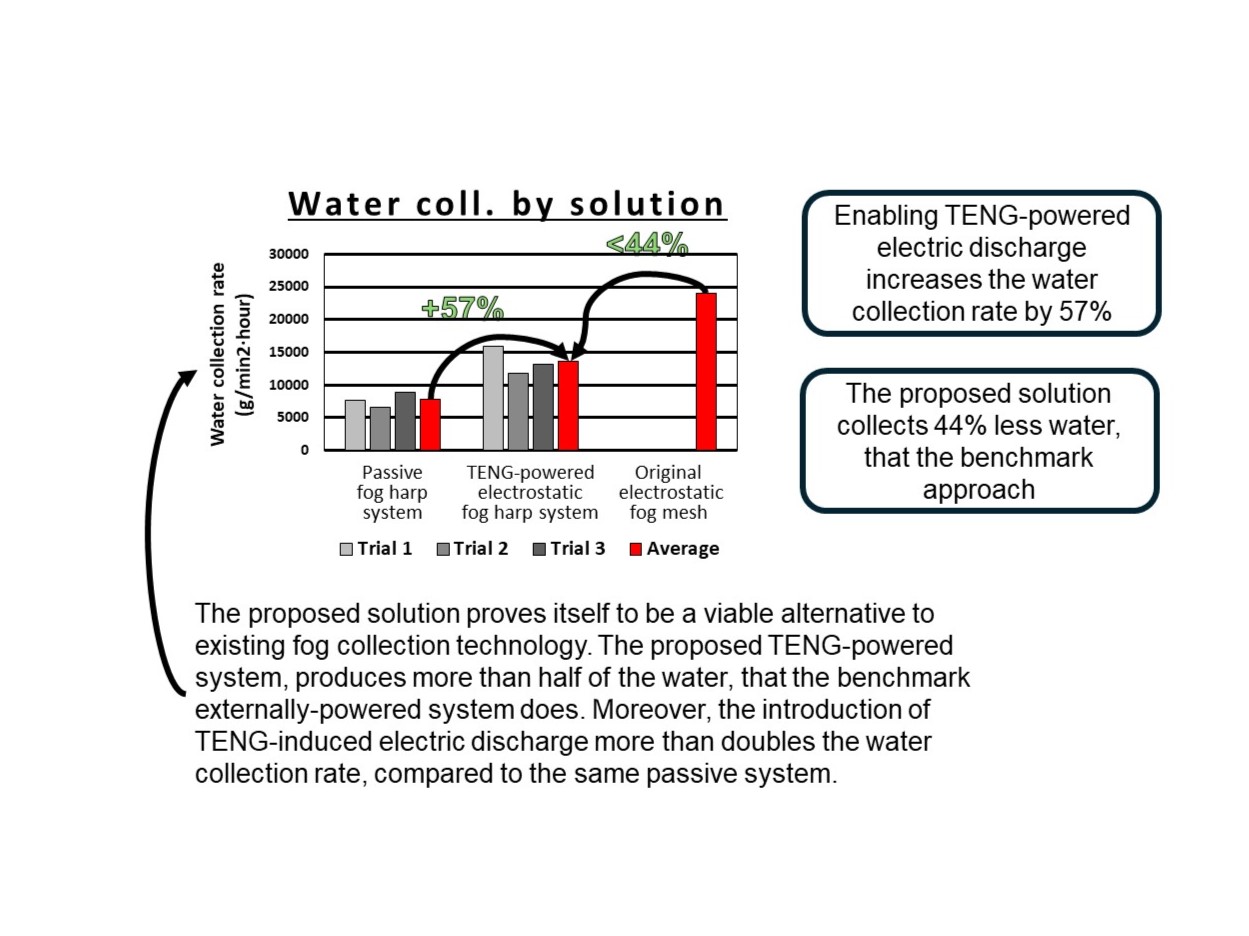 Water coll. by solution
<44%
+57%
Water collection rate
(g/min2·hour)
30000
25000
20000
15000
10000
5000
0
Passive
fog harp
system
TENG-powered
electrostatic
fog harp system
Original
electrostatic
fog mesh
Trial 1 Trial 2 Trial 3 Average
Enabling TENG-powered
electric discharge
increases the water
collection rate by 57%
The proposed solution
collects 44% less water,
that the benchmark
approach
The proposed solution proves itself to be a viable alternative to
existing fog collection technology. The proposed TENG-powered
system, produces more than half of the water, that the benchmark
externally-powered system does. Moreover, the introduction of
TENG-induced electric discharge more than doubles the water
collection rate, compared to the same passive system.